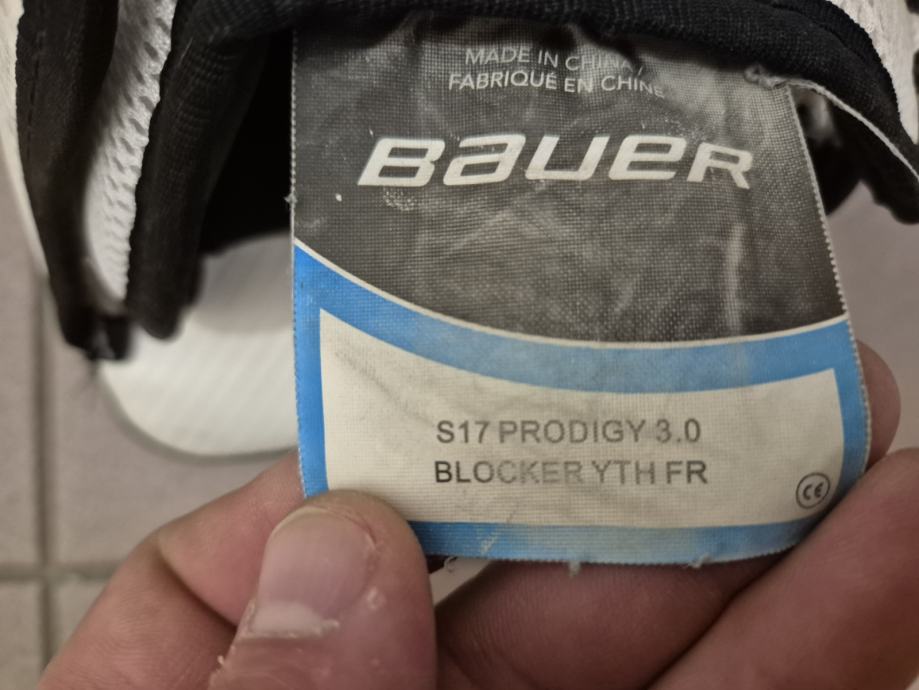 MADE IN CHINA /
FABRIQUÉ EN CHINE
BAUER
S17 PRODIGY 3.0
BLOCKER YTH FR
CE